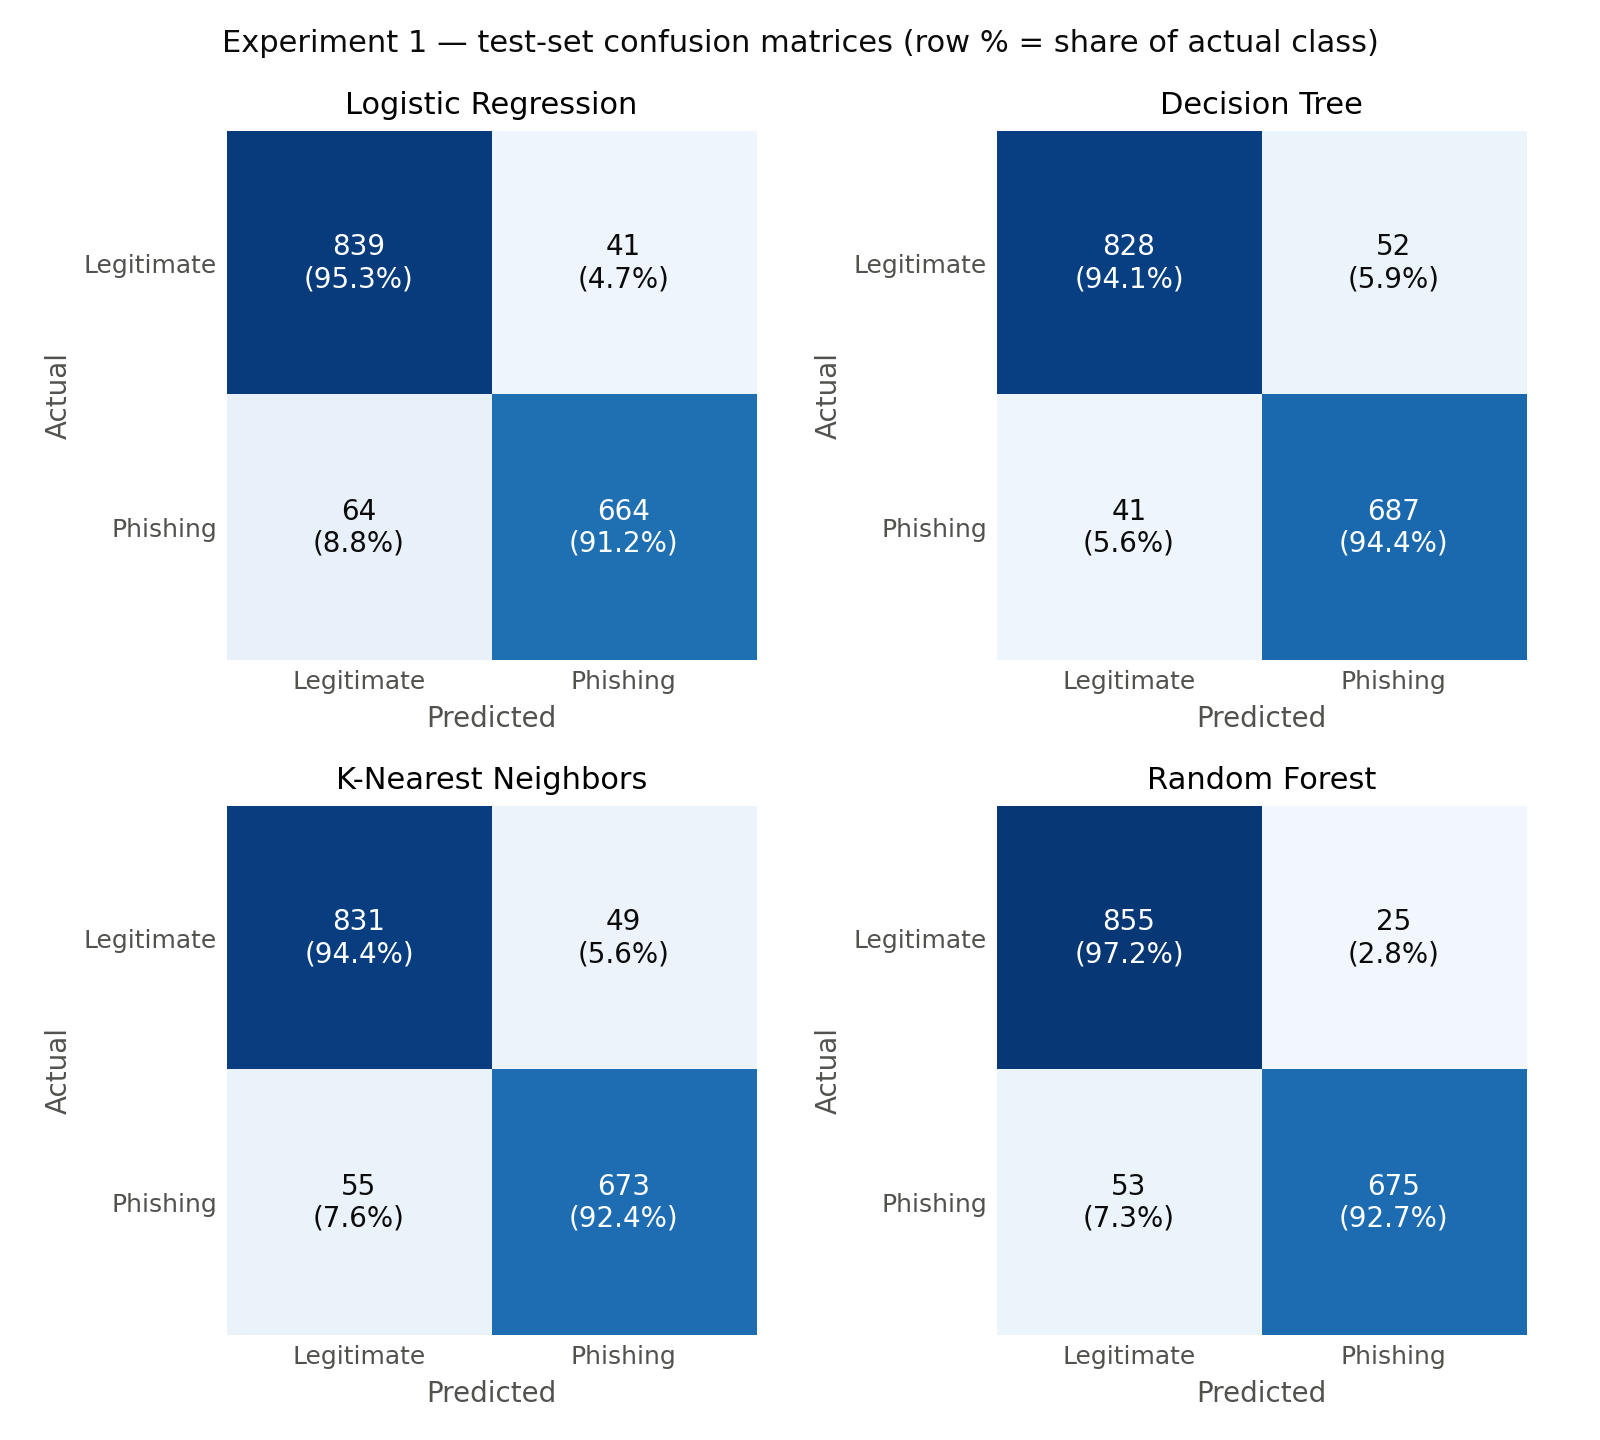 Experiment 1 — test-set confusion matrices (row % = share of actual class)
Logistic Regression
Actual
Legitimate
839
(95.3%)
41
(4.7%)
Phishing
64
(8.8%)
664
(91.2%)
Legitimate
Phishing
Predicted
Decision Tree
Actual
Legitimate
828
(94.1%)
52
(5.9%)
Phishing
41
(5.6%)
687
(94.4%)
Legitimate
Phishing
Predicted
K-Nearest Neighbors
Actual
Legitimate
831
(94.4%)
49
(5.6%)
Phishing
55
(7.6%)
673
(92.4%)
Legitimate
Phishing
Predicted
Random Forest
Actual
Legitimate
855
(97.2%)
25
(2.8%)
Phishing
53
(7.3%)
675
(92.7%)
Legitimate
Phishing
Predicted